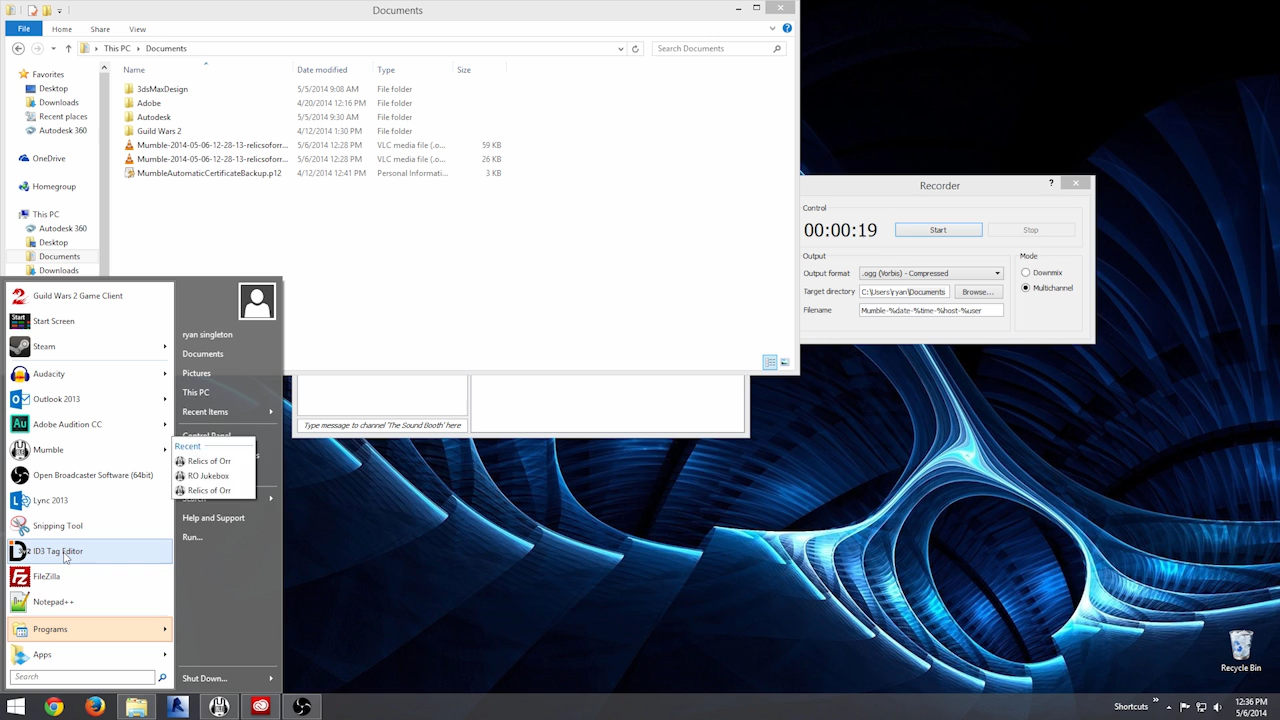 Documents
File Home Share View
This PC Documents
Search Documents
Name Date modified Type Size
Favorites
Desktop
Downloads
Recent places
Autodesk 360
OneDrive
Homegroup
This PC
Autodesk 360
Desktop
Documents
Downloads
3dsMaxDesign 5/5/2014 9:08 AM File folder
Adobe 4/20/2014 12:16 PM File folder
Autodesk 5/5/2014 9:30 AM File folder
Guild Wars 2 4/12/2014 1:30 PM File folder
Mumble-2014-05-06-12-28-13-relicsoforr... 5/6/2014 12:28 PM VLC media file (.o... 59 KB
Mumble-2014-05-06-12-28-13-relicsoforr... 5/6/2014 12:28 PM VLC media file (.o... 26 KB
MumbleAutomaticCertificateBackup.p12 4/12/2014 12:41 PM Personal Informati... 3 KB
Recorder
?
Control
00:00:19 Start Stop
Output
Output format .ogg (Vorbis) - Compressed
Target directory C:\Users\ryan\Documents Browse...
Filename Mumble-%date-%time-%host-%user
Mode
Downmix
Multichannel
Type message to channel 'The Sound Booth' here
Guild Wars 2 Game Client
Start
Start Screen
Steam
Audacity
Outlook 2013
Au
Adobe Audition CC
Mumble
Open Broadcaster Software (64bit)
Lync 2013
Snipping Tool
ID3 Tag Editor
FileZilla
Notepad++
Programs
Apps
Search
ryan singleton
Documents
Pictures
This PC
Recent Items
Control Panel
Recent
Relics of Orr
RO Jukebox
Relics of Orr
Search
Help and Support
Run...
Shut Down...
Recycle Bin
Shortcuts
12:36 PM
5/6/2014